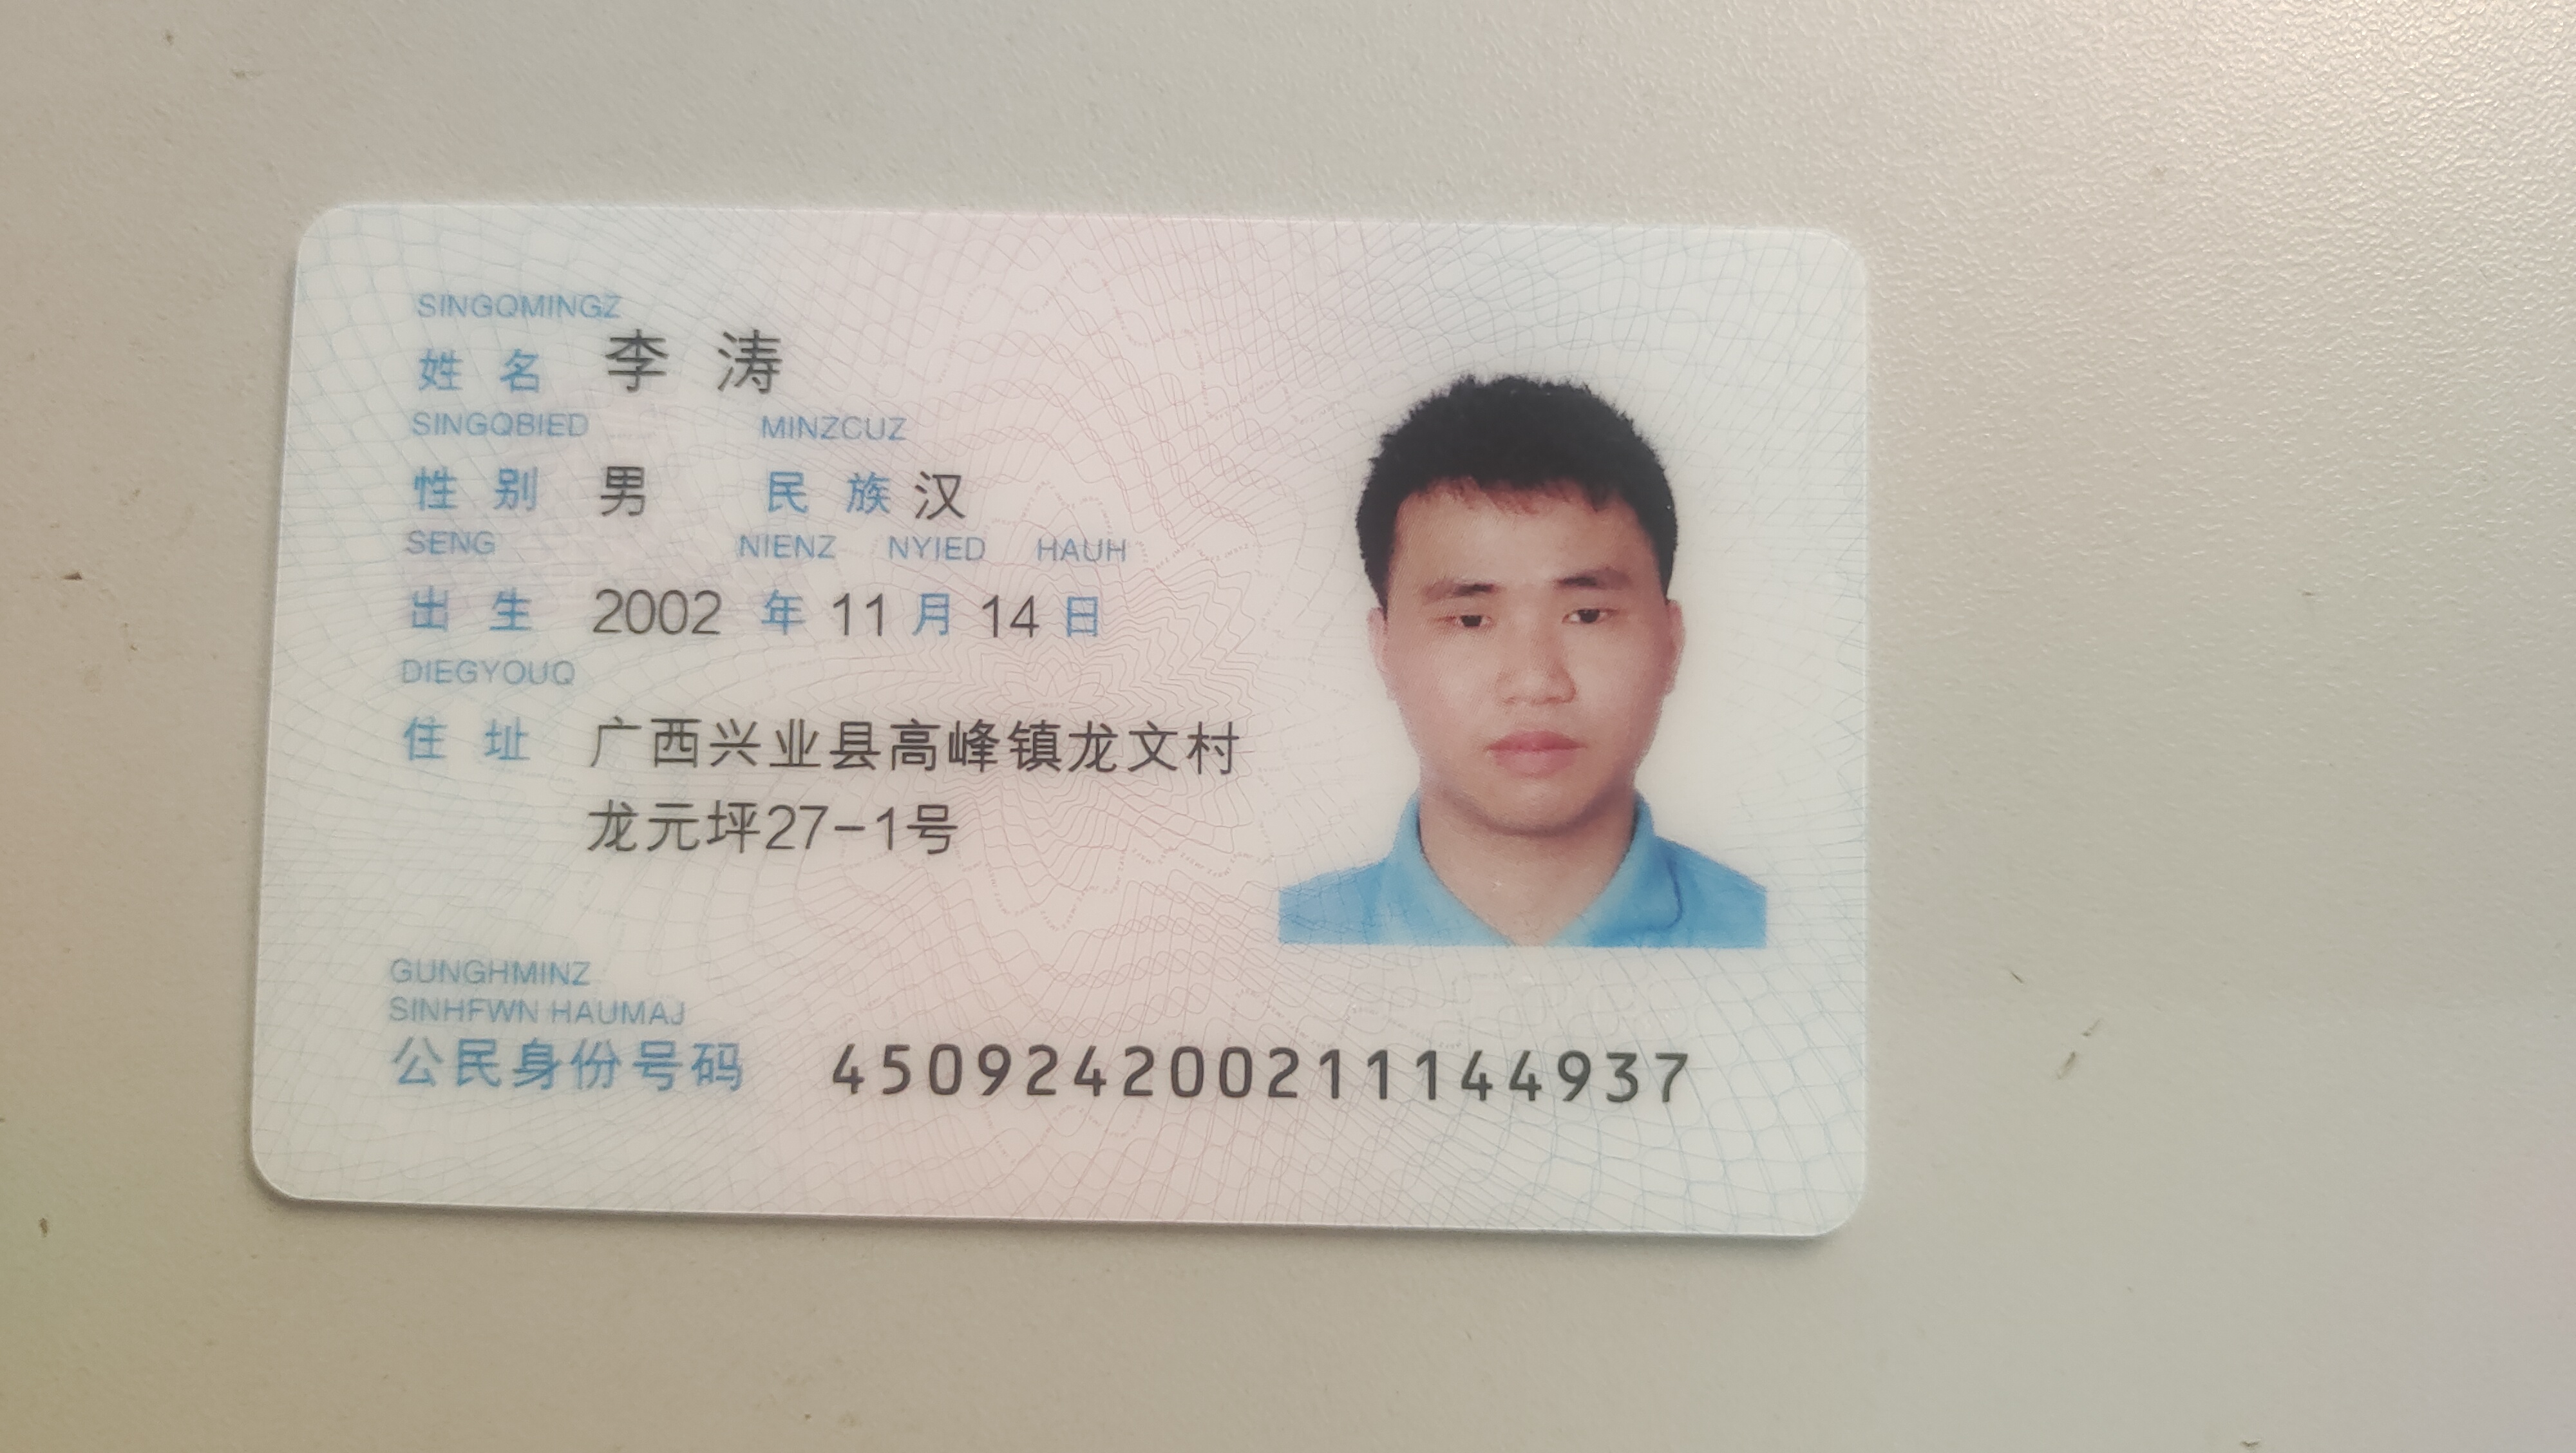 SINGQMINGZ
姓 名 李 涛
SINGQBIED MINZCUZ
性 别 男 民 族 汉
SENG NIENZ NYIED HAUH
出 生 2002 年 11 月 14 日
DIEGYOUQ
住 址 广西兴业县高峰镇龙文村
龙元坪27-1号
GUNGHMINZ
SINHFWN HAUMAJ
公民身份号码 450924200211144937